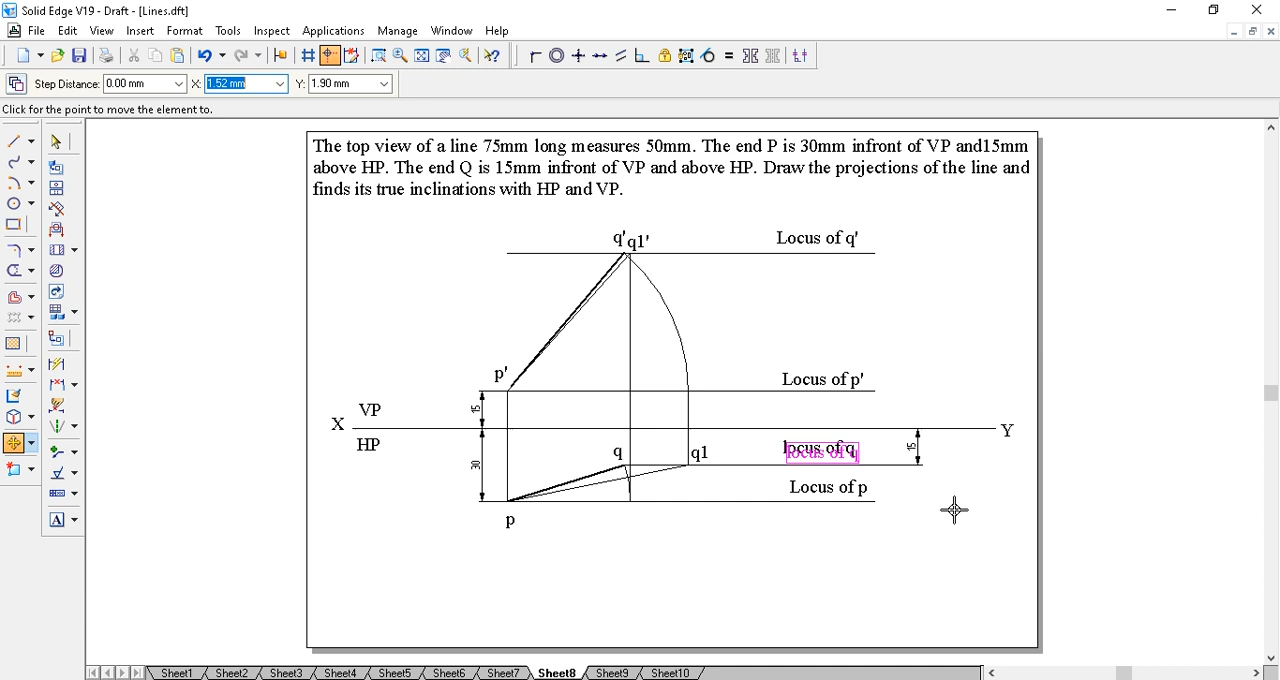 Solid Edge V19 - Draft - [Lines.dft]
File Edit View Insert Format Tools Inspect Applications Manage Window Help
Step Distance: 0.00 mm X: 1.52 mm Y: 1.90 mm
Click for the point to move the element to.
The top view of a line 75mm long measures 50mm. The end P is 30mm infront of VP and15mm
above HP. The end Q is 15mm infront of VP and above HP. Draw the projections of the line and
finds its true inclinations with HP and VP.
q' q1' Locus of q'
p' Locus of p'
15
VP
X Y
HP
30
q q1 locus of q 15
locus of q
Locus of p
p
Sheet1 Sheet2 Sheet3 Sheet4 Sheet5 Sheet6 Sheet7 Sheet8 Sheet9 Sheet10